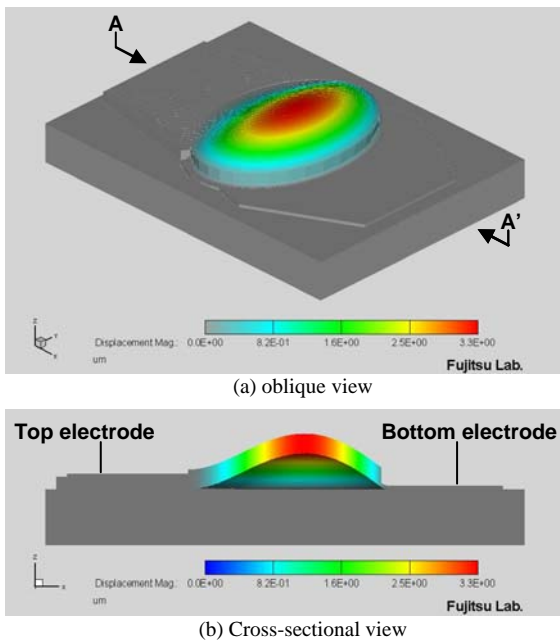 A
A'
z
Y
X
Displacement Mag.:
um
0.0E+00 8.2E-01 1.6E+00 2.5E+00 3.3E+00
Fujitsu Lab.
(a) oblique view
Top electrode
Bottom electrode
z
x
Displacement Mag.:
um
0.0E+00 8.2E-01 1.6E+00 2.5E+00 3.3E+00
Fujitsu Lab.
(b) Cross-sectional view